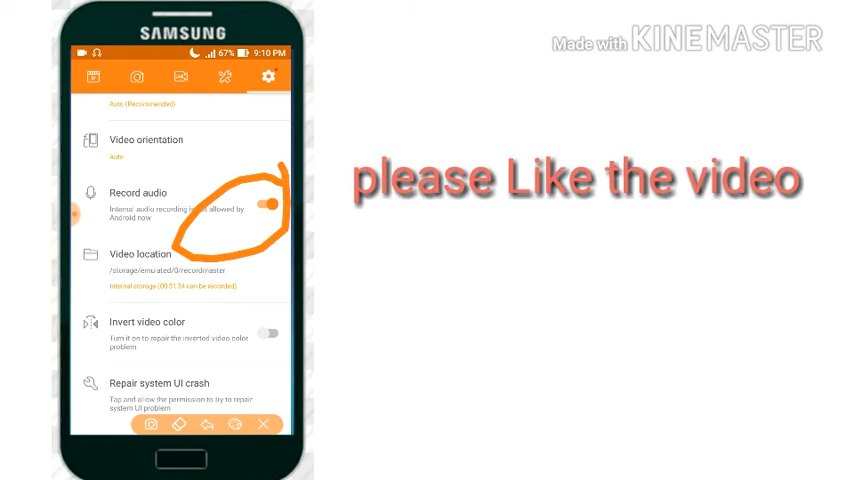 SAMSUNG
67% 9:10 PM
Made with KINEMASTER
Auto (Recommended)
Video orientation
Auto
please Like the video
Record audio
Internal audio recording is not allowed by
Android now
Video location
/storage/emulated/0/recordmaster
Internal storage (00:31:24 can be recorded)
Invert video color
Turn it on to repair the inverted video color
problem
Repair system UI crash
Tap and allow the permission to try to repair
system UI problem